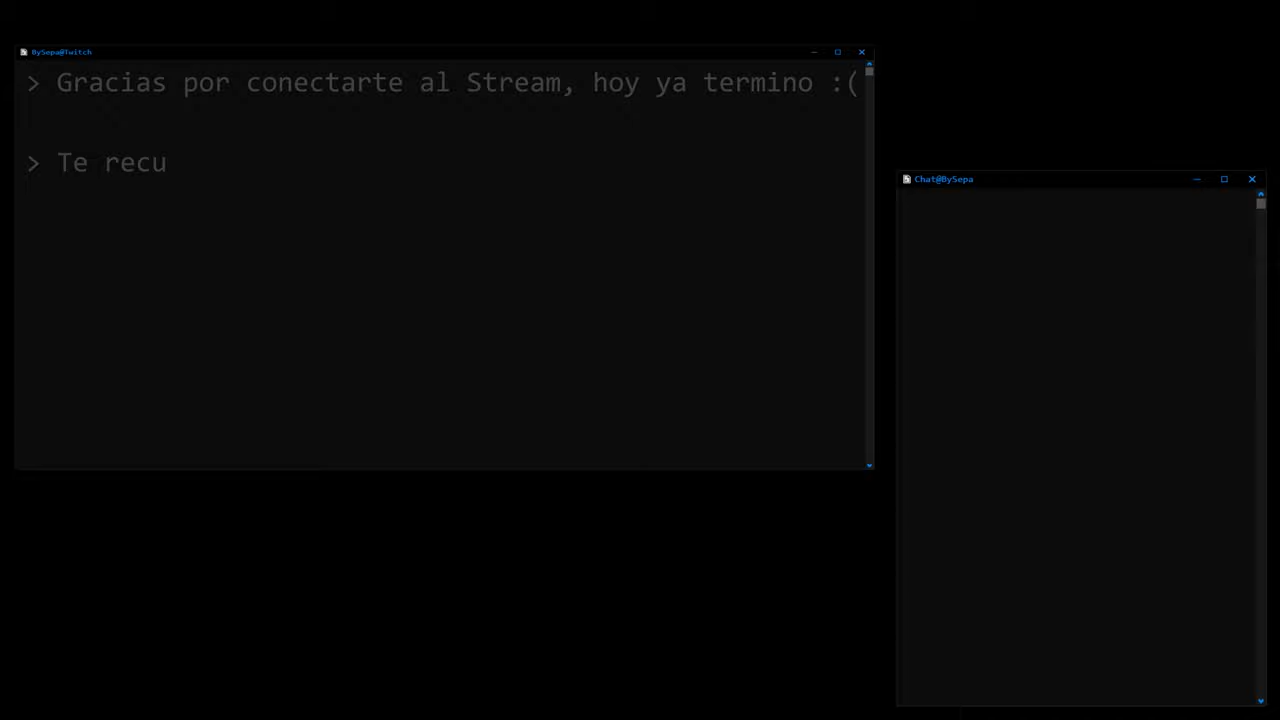 BySepa@Twitch
> Gracias por conectarte al Stream, hoy ya termino :(
> Te recu
Chat@BySepa